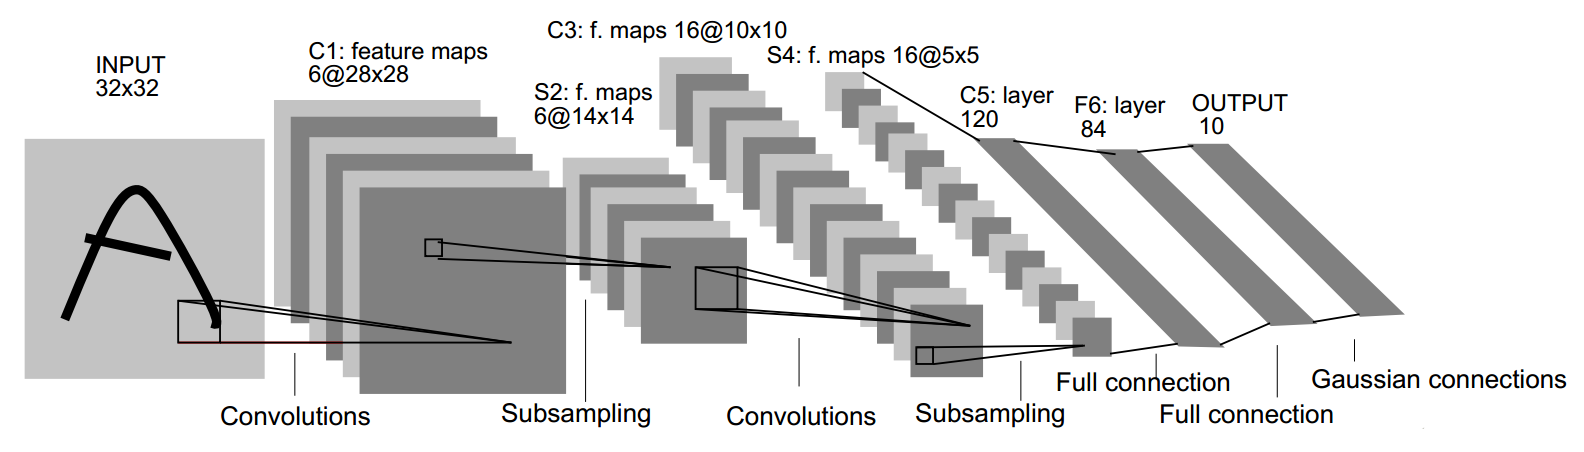 INPUT
32x32
C1: feature maps
6@28x28
S2: f. maps
6@14x14
C3: f. maps 16@10x10
S4: f. maps 16@5x5
C5: layer
120
F6: layer
84
OUTPUT
10
Convolutions
Subsampling
Convolutions
Subsampling
Full connection
Full connection
Gaussian connections